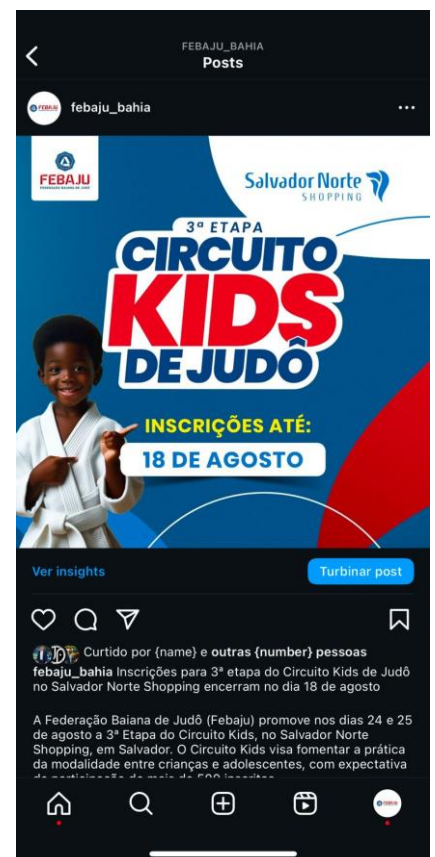 FEBAJU_BAHIA
Posts
febaju_bahia
FEBAJU
FEDERAÇÃO BAIANA DE JUDÔ
Salvador Norte
SHOPPING
3ª ETAPA
CIRCUITO
KIDS
DE JUDÔ
INSCRIÇÕES ATÉ:
18 DE AGOSTO
Ver insights
Turbinar post
Curtido por {name} e outras {number} pessoas
febaju_bahia Inscrições para 3ª etapa do Circuito Kids de Judô
no Salvador Norte Shopping encerram no dia 18 de agosto
A Federação Baiana de Judô (Febaju) promove nos dias 24 e 25
de agosto a 3ª Etapa do Circuito Kids, no Salvador Norte
Shopping, em Salvador. O Circuito Kids visa fomentar a prática
da modalidade entre crianças e adolescentes, com expectativa